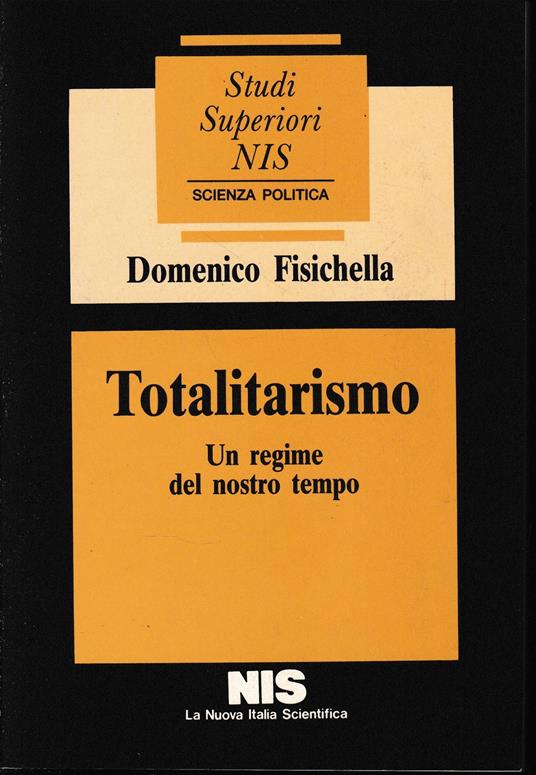 Studi
Superiori
NIS
SCIENZA POLITICA
Domenico Fisichella
Totalitarismo
Un regime
del nostro tempo
NIS
La Nuova Italia Scientifica